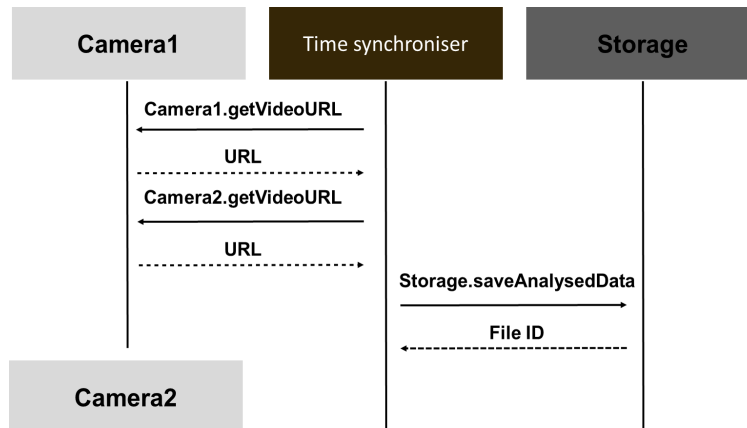 Camera1
Time synchroniser
Storage
Camera1.getVideoURL
URL
Camera2.getVideoURL
URL
Storage.saveAnalysedData
File ID
Camera2